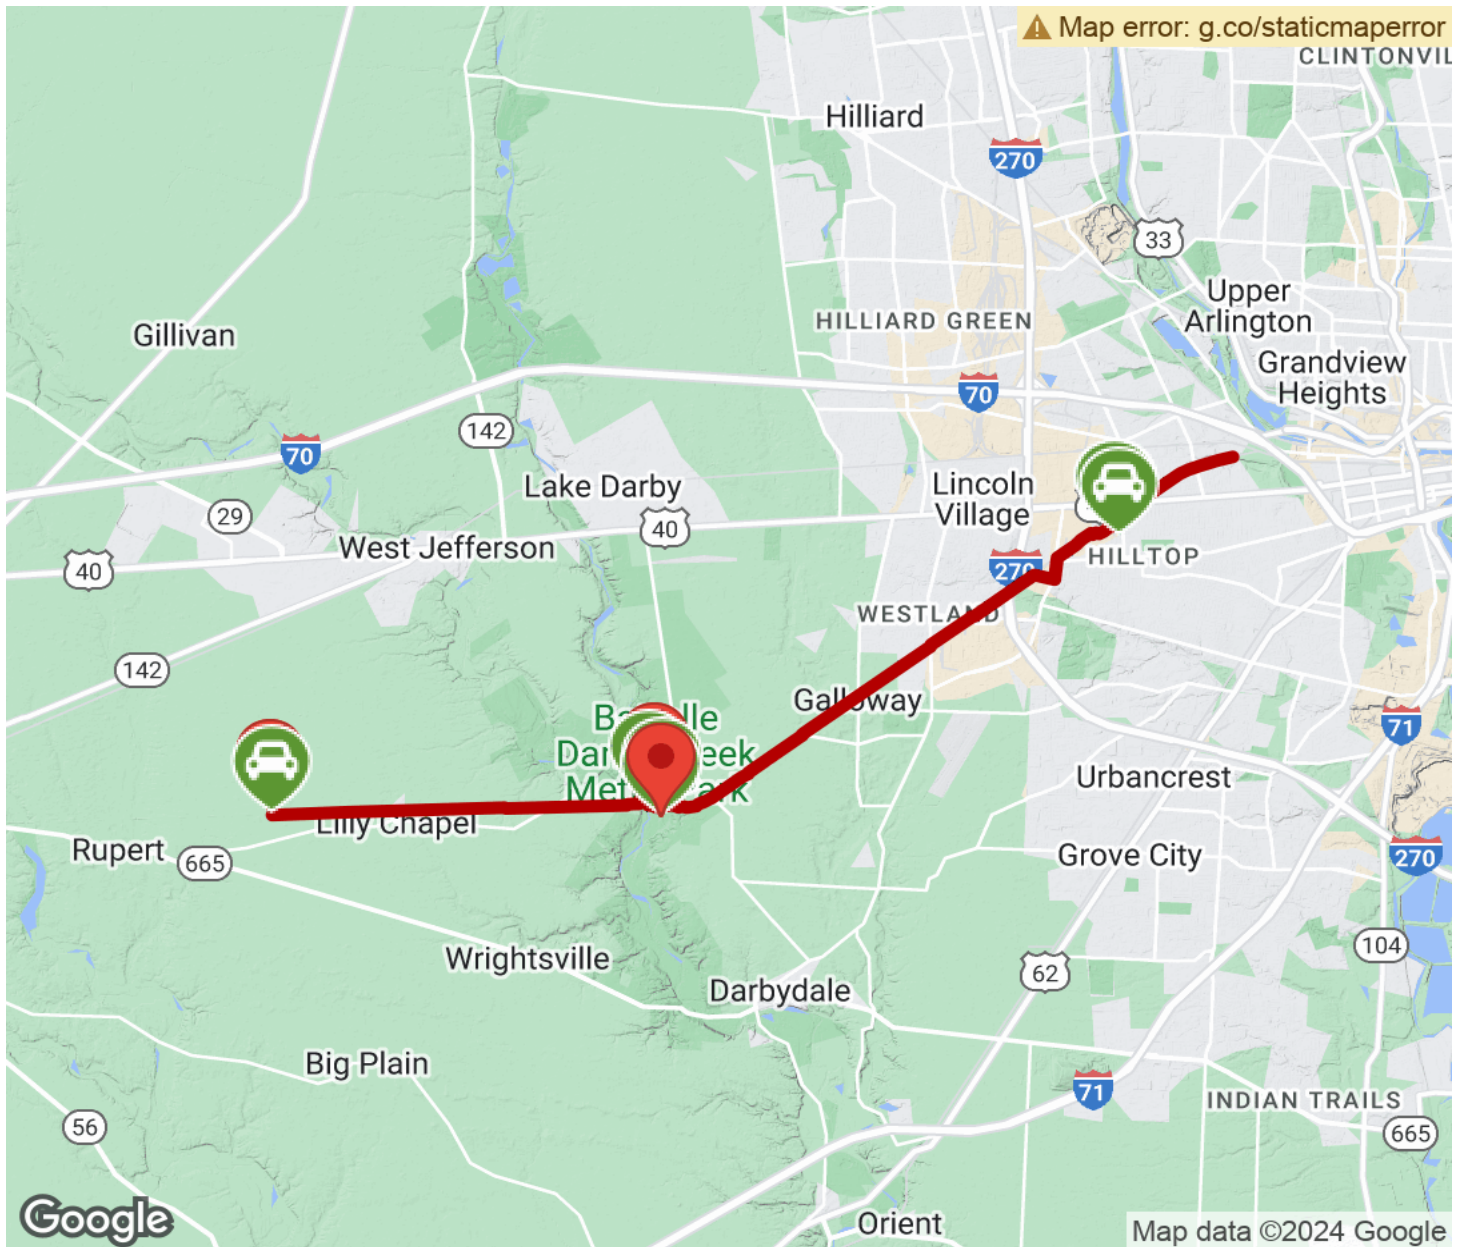 Map error: g.co/staticmaperror
CLINTONVIL
Hilliard
270
33
Upper
Arlington
HILLIARD GREEN
Gillivan
Grandview
Heights
70
142
70
Lake Darby
Lincoln
Village
29
40
West Jefferson
40
HILLTOP
270
WESTLAND
142
Galloway
71
Urbancrest
Lilly Chapel
Rupert
665
Grove City
270
104
Wrightsville
62
Darbydale
Big Plain
71
INDIAN TRAILS
56
665
Orient
Google
Map data ©2024 Google